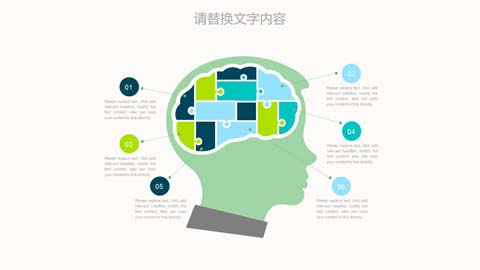 请替换文字内容
01
Please replace text, click add
relevant headline, modify the
text content, also can copy
your content to this directly.
02
Please replace text, click add
relevant headline, modify the
text content, also can copy
your content to this directly.
03
Please replace text, click add
relevant headline, modify the
text content, also can copy
your content to this directly.
04
Please replace text, click add
relevant headline, modify the
text content, also can copy
your content to this directly.
05
Please replace text, click add
relevant headline, modify the
text content, also can copy
your content to this directly.
06
Please replace text, click add
relevant headline, modify the
text content, also can copy
your content to this directly.